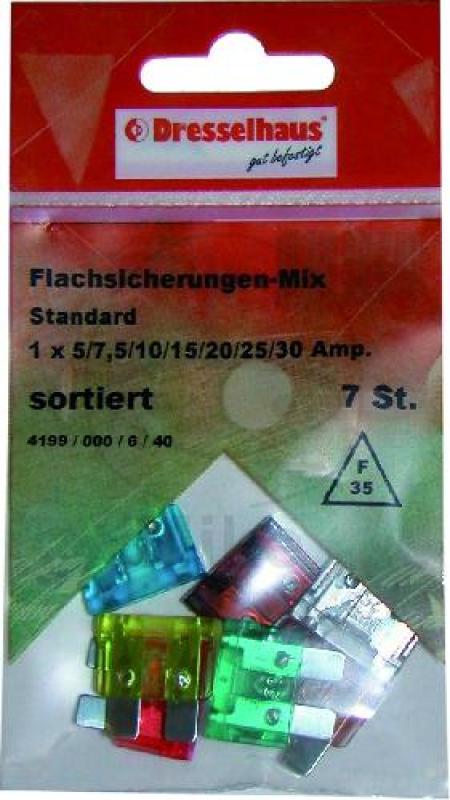 Dresselhaus®
gut befestigt
Flachsicherungen-Mix
Standard
1 x 5/7,5/10/15/20/25/30 Amp.
sortiert 7 St.
4199 / 000 / 6 / 40
F
35